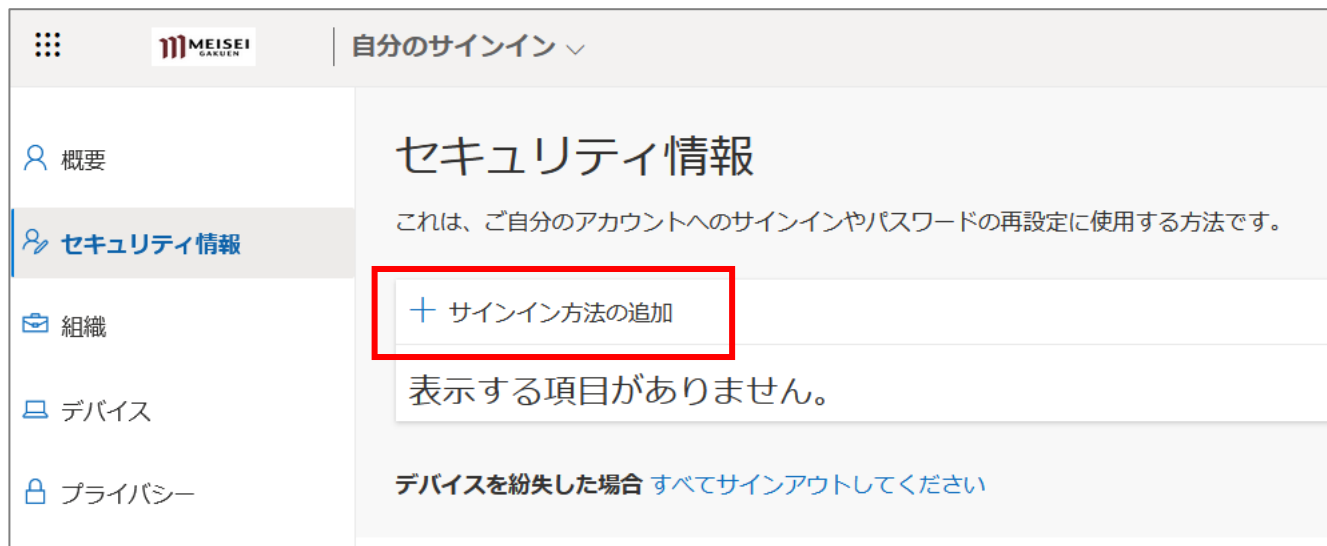 MEISEI
GAKUEN
自分のサインイン
概要
セキュリティ情報
組織
デバイス
プライバシー
セキュリティ情報
これは、ご自分のアカウントへのサインインやパスワードの再設定に使用する方法です。
＋ サインイン方法の追加
表示する項目がありません。
デバイスを紛失した場合 すべてサインアウトしてください